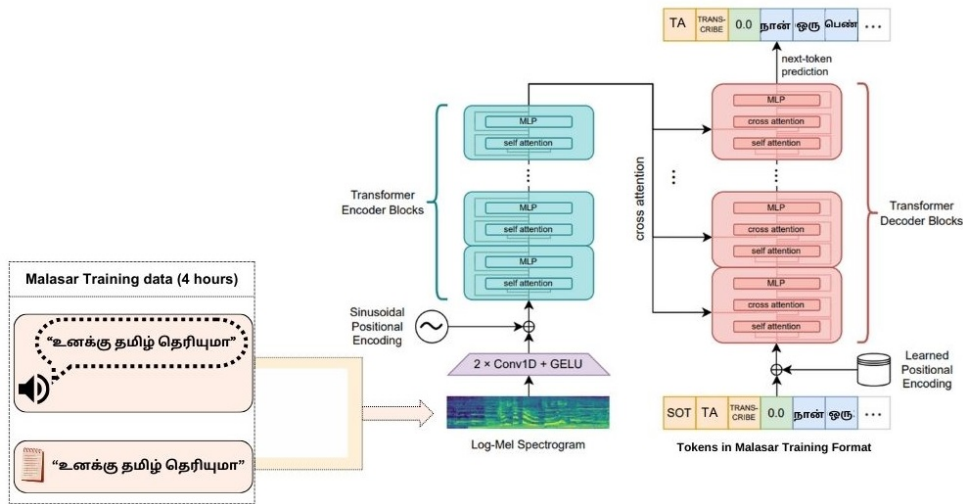 TA TRANS-CRIBE 0.0 நான் ஒரு பெண் ...
next-token
prediction
MLP
cross attention
self attention
MLP
cross attention
self attention
MLP
cross attention
self attention
Transformer
Decoder Blocks
cross attention
MLP
self attention
MLP
self attention
MLP
self attention
Transformer
Encoder Blocks
Sinusoidal
Positional
Encoding
2 × Conv1D + GELU
Log-Mel Spectrogram
Learned
Positional
Encoding
SOT TA TRANS-CRIBE 0.0 நான் ஒரு ...
Tokens in Malasar Training Format
Malasar Training data (4 hours)
“உனக்கு தமிழ் தெரியுமா”
“உனக்கு தமிழ் தெரியுமா”